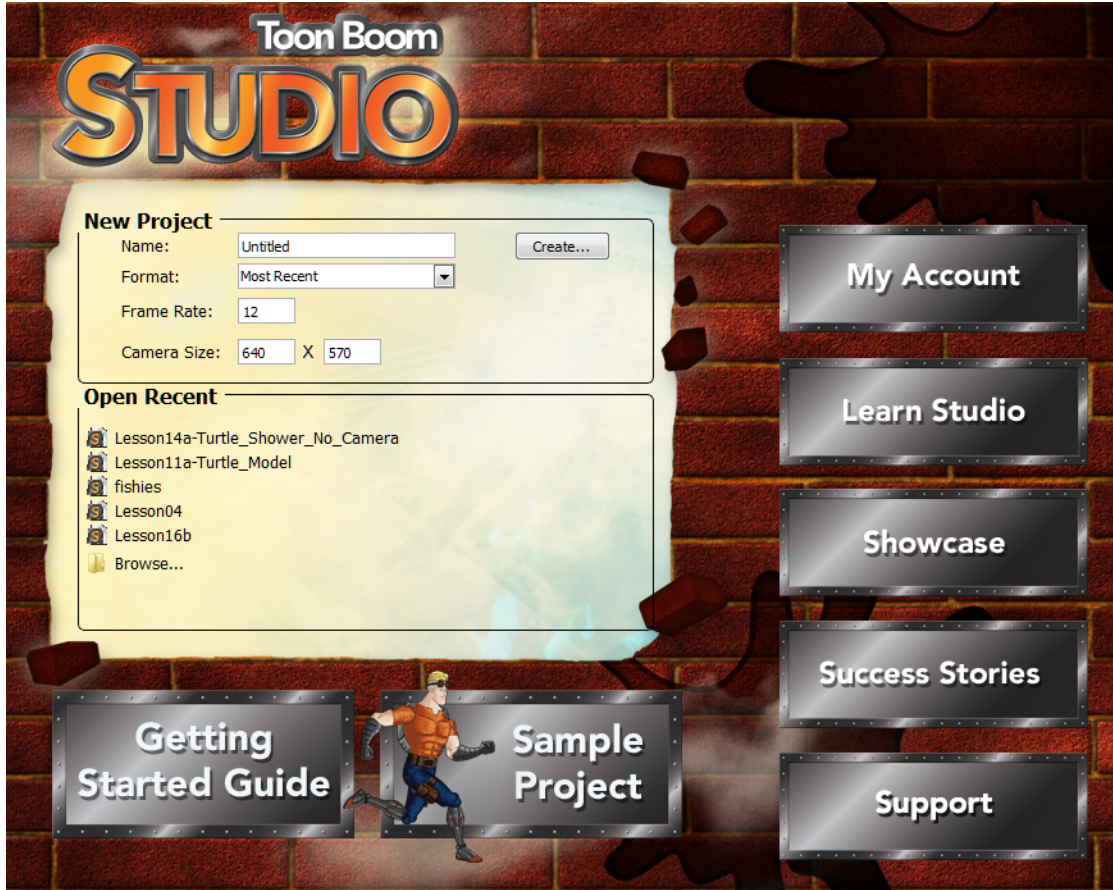 Toon Boom
STUDIO
New Project
Name: Untitled Create...
Format: Most Recent
Frame Rate: 12
Camera Size: 640 X 570
Open Recent
Lesson14a-Turtle_Shower_No_Camera
Lesson11a-Turtle_Model
fishies
Lesson04
Lesson16b
Browse...
My Account
Learn Studio
Showcase
Success Stories
Support
Getting
Started Guide
Sample
Project